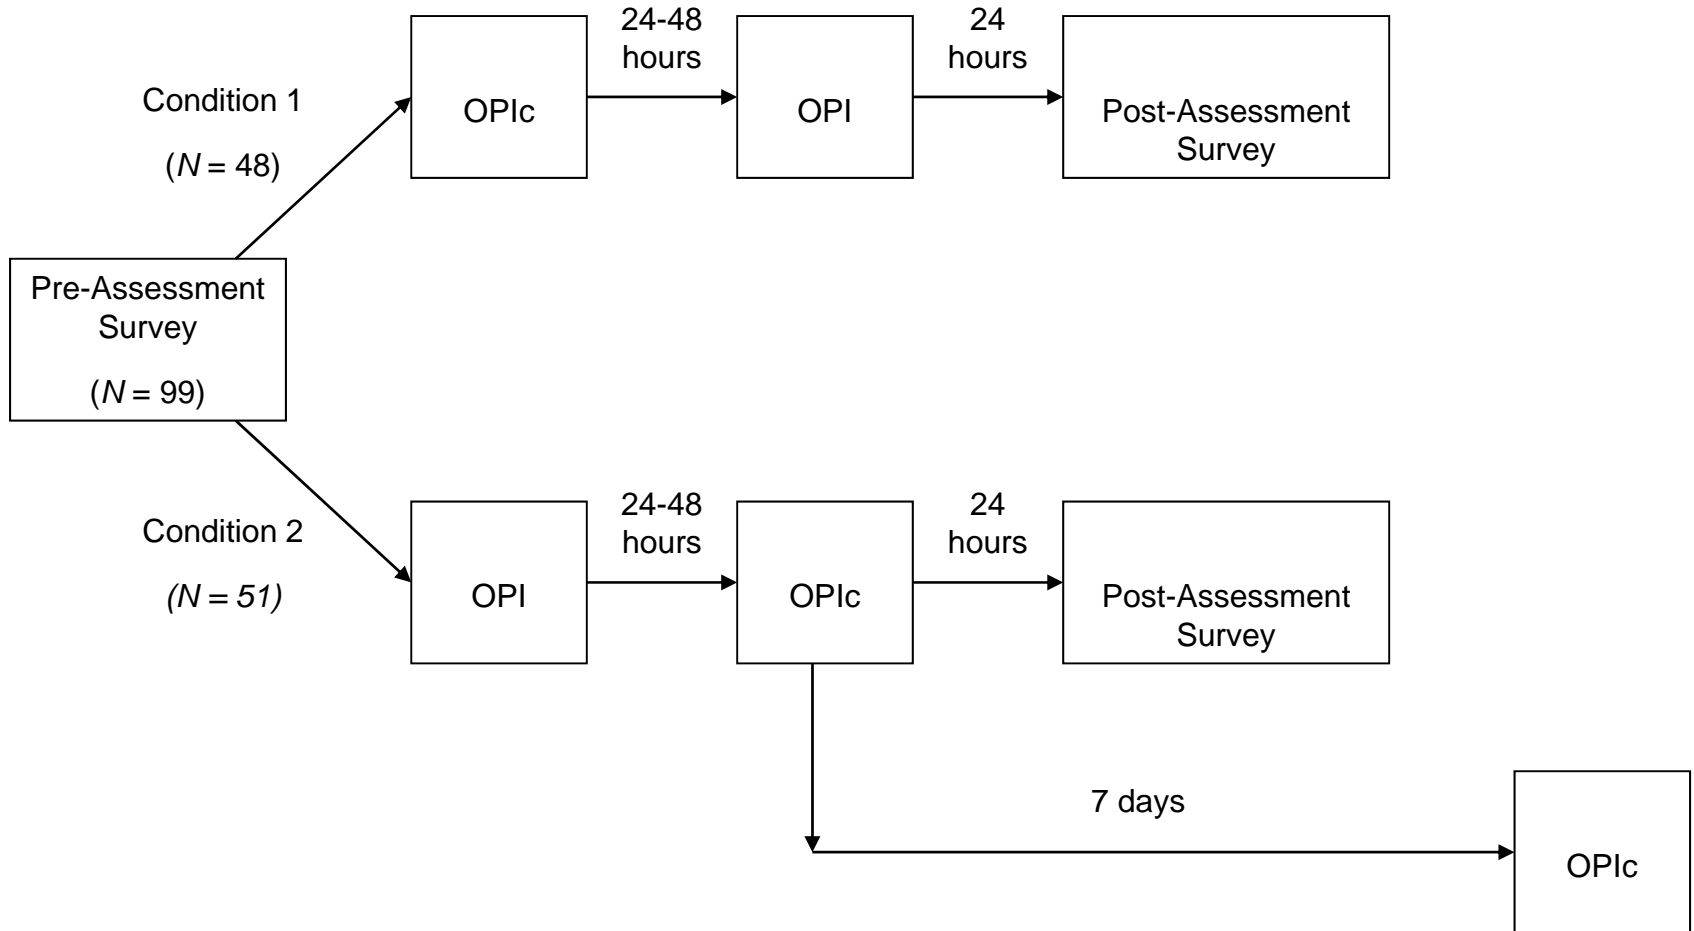 24-48
hours
24
hours
Condition 1
(N = 48)
OPIc
OPI
Post-Assessment
Survey
Pre-Assessment
Survey
(N = 99)
Condition 2
(N = 51)
24-48
hours
24
hours
OPI
OPIc
Post-Assessment
Survey
7 days
OPIc